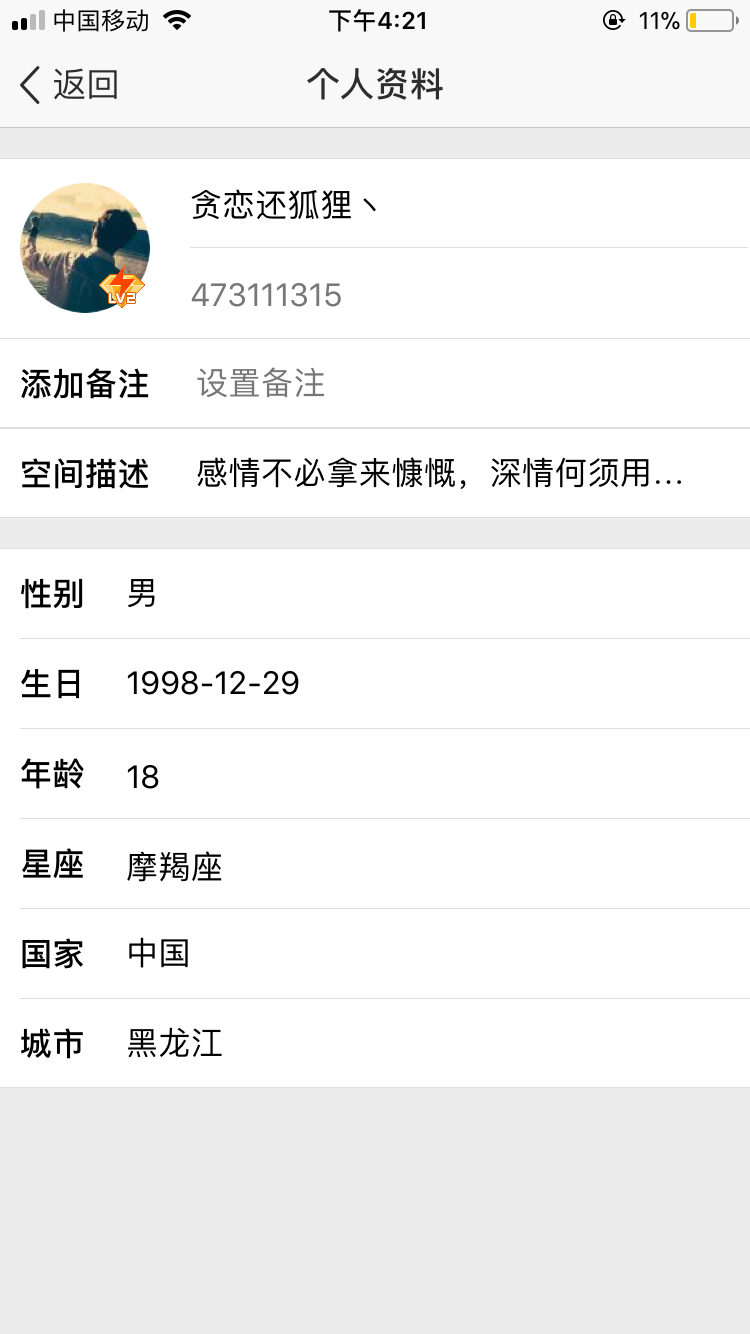 中国移动 下午4:21 11%
返回 个人资料
贪恋还狐狸丶
LV2
473111315
添加备注 设置备注
空间描述 感情不必拿来慷慨，深情何须用...
性别 男
生日 1998-12-29
年龄 18
星座 摩羯座
国家 中国
城市 黑龙江